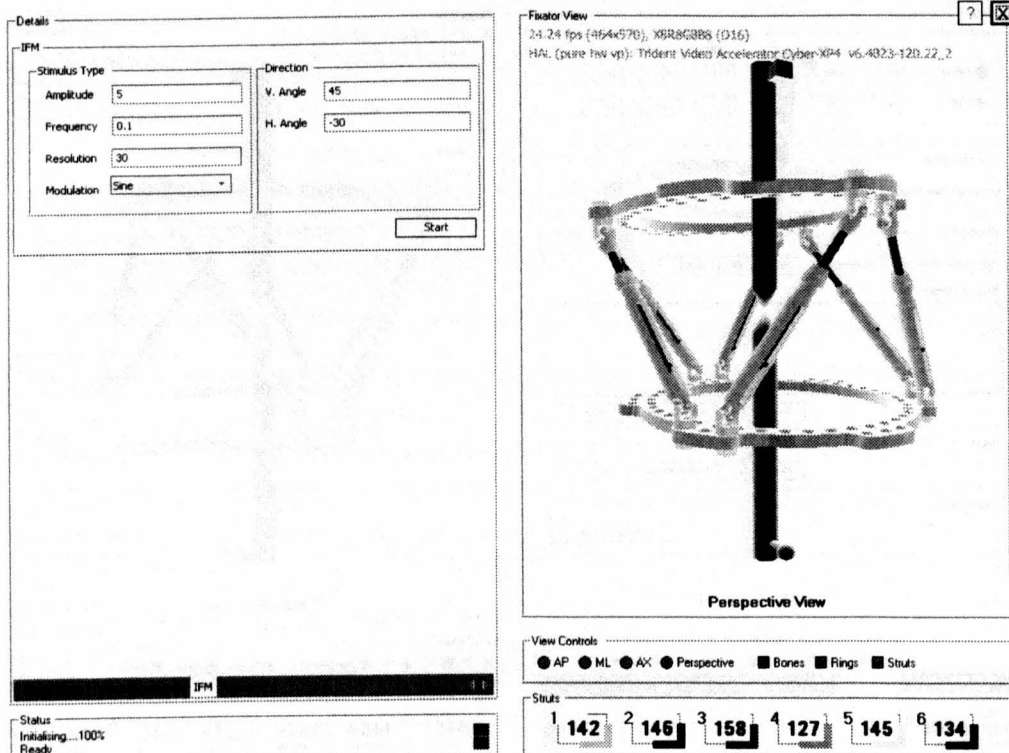 Details
IFM
Stimulus Type
Amplitude 5
Frequency 0.1
Resolution 30
Modulation Sine
Direction
V. Angle 45
H. Angle -30
Start
IFM
Status
Initialising....100%
Ready
? X
Fixator View
24.24 fps (464x570), X8R8G8B8 (D16)
HAL (pure hw vp): Trident Video Accelerator Cyber-XP4 v6.4023-120.22_2
Perspective View
View Controls
AP ML AX Perspective Bones Rings Struts
Struts
1 142 2 146 3 158 4 127 5 145 6 134